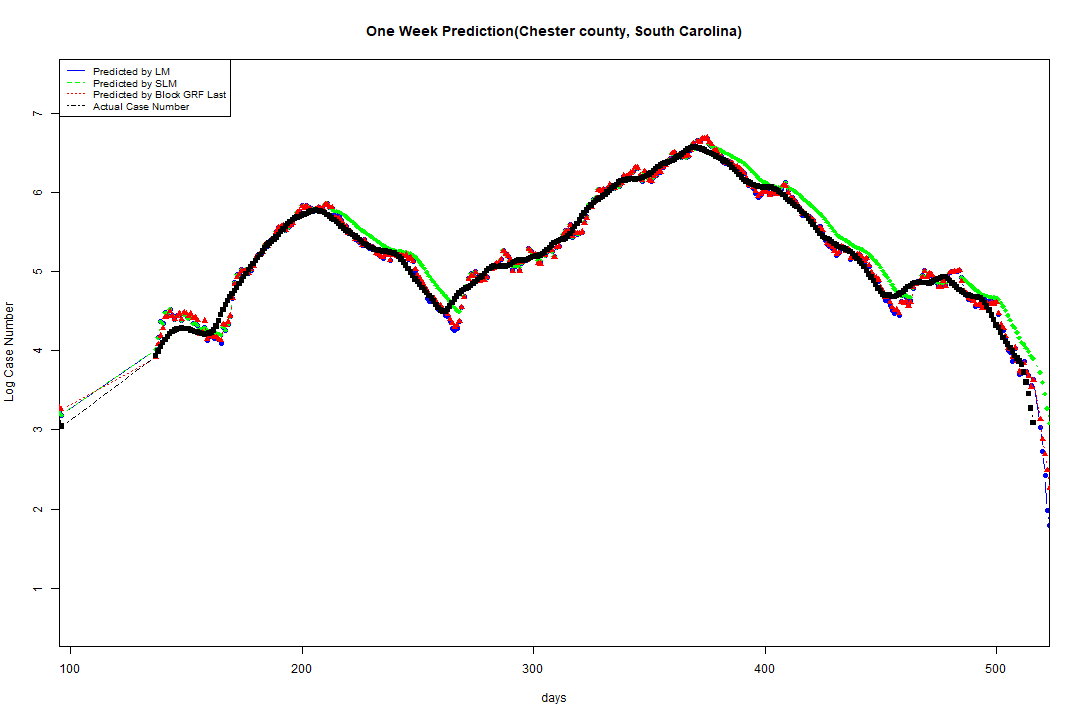 One Week Prediction(Chester county, South Carolina)
Predicted by LM
Predicted by SLM
Predicted by Block GRF Last
Actual Case Number
7
6
5
4
3
2
1
Log Case Number
100 200 300 400 500
days